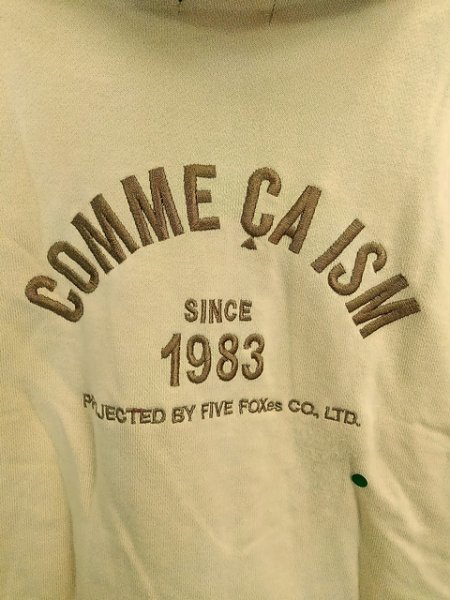 COMME ÇA ISM
SINCE
1983
PROJECTED BY FIVE FOXes CO., LTD.